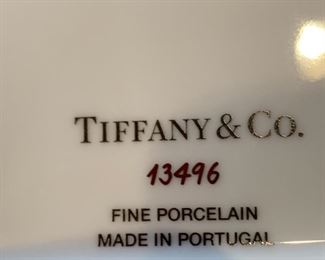 TIFFANY & CO.
13496
FINE PORCELAIN
MADE IN PORTUGAL